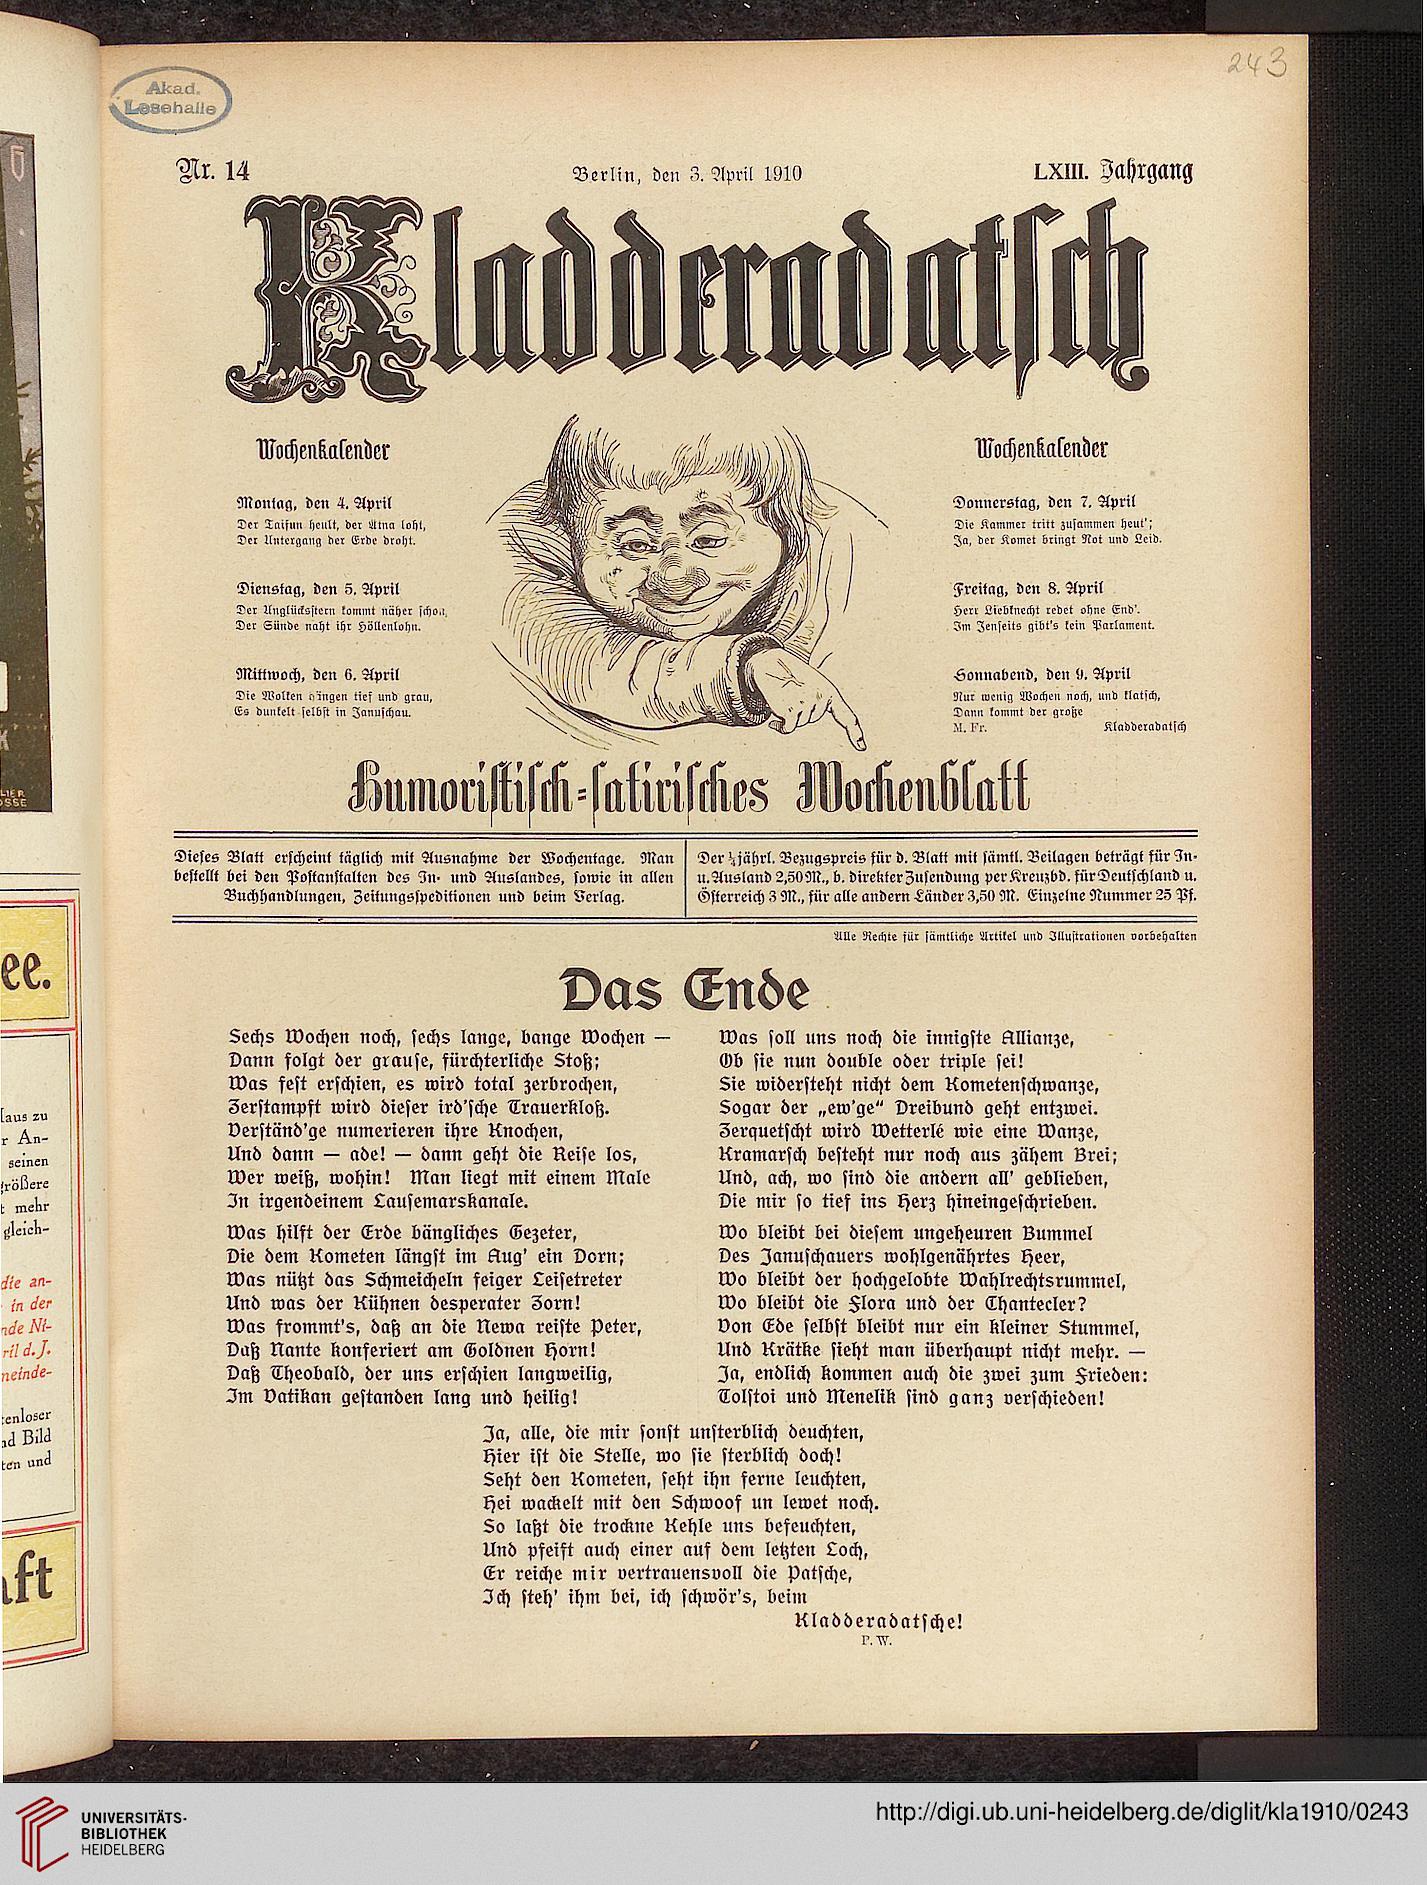 243
Akad.
Lesehalle
Nr. 14
Berlin, den 3. April 1910
LXIII. Jahrgang
Kladderadatsch
Wochenkalender
Montag, den 4. April
Der Taifun heult, der Ätna loht,
Der Untergang der Erde droht.
Dienstag, den 5. April
Der Unglücksstern kommt näher schon,
Der Sünde naht ihr Höllenlohn.
Mittwoch, den 6. April
Die Wolken hängen tief und grau,
Es dunkelt selbst in Januschau.
Wochenkalender
Donnerstag, den 7. April
Die Kammer tritt zusammen heut';
Ja, der Komet bringt Not und Leid.
Freitag, den 8. April
Herr Liebknecht redet ohne End'.
Im Jenseits gibt's kein Parlament.
Sonnabend, den 9. April
Nur wenig Wochen noch, und klatsch,
Dann kommt der große
M. Fr. Kladderadatsch
Humoristisch-satirisches Wochenblatt
Dieses Blatt erscheint täglich mit Ausnahme der Wochentage. Man
bestellt bei den Postanstalten des In- und Auslandes, sowie in allen
Buchhandlungen, Zeitungsspeditionen und beim Verlag.
Der ¼jährl. Bezugspreis für d. Blatt mit sämtl. Beilagen beträgt für In-
u. Ausland 2,50 M., b. direkter Zusendung per Kreuzbd. für Deutschland u.
Österreich 3 M., für alle andern Länder 3,50 M. Einzelne Nummer 25 Pf.
Alle Rechte für sämtliche Artikel und Illustrationen vorbehalten
Das Ende
Sechs Wochen noch, sechs lange, bange Wochen —
Dann folgt der grause, fürchterliche Stoß;
Was fest erschien, es wird total zerbrochen,
Zerstampft wird dieser ird'sche Trauerkloß.
Verständ'ge numerieren ihre Knochen,
Und dann — ade! — dann geht die Reise los,
Wer weiß, wohin! Man liegt mit einem Male
In irgendeinem Lausemarskanale.
Was hilft der Erde bängliches Gezeter,
Die dem Kometen längst im Aug' ein Dorn;
Was nützt das Schmeicheln feiger Leisetreter
Und was der Kühnen desperater Zorn!
Was frommt's, daß an die Newa reiste Peter,
Daß Nante konferiert am Goldnen Horn!
Daß Theobald, der uns erschien langweilig,
Im Vatikan gestanden lang und heilig!
Was soll uns noch die innigste Allianze,
Ob sie nun double oder triple sei!
Sie widersteht nicht dem Kometenschwanze,
Sogar der „ew'ge“ Dreibund geht entzwei.
Zerquetscht wird Wetterlé wie eine Wanze,
Kramarsch besteht nur noch aus zähem Brei;
Und, ach, wo sind die andern all' geblieben,
Die mir so tief ins Herz hineingeschrieben.
Wo bleibt bei diesem ungeheuren Bummel
Des Januschauers wohlgenährtes Heer,
Wo bleibt der hochgelobte Wahlrechtsrummel,
Wo bleibt die Flora und der Chantecler?
Von Ede selbst bleibt nur ein kleiner Stummel,
Und Krätke sieht man überhaupt nicht mehr. —
Ja, endlich kommen auch die zwei zum Frieden:
Tolstoi und Menelik sind ganz verschieden!
Ja, alle, die mir sonst unsterblich deuchten,
Hier ist die Stelle, wo sie sterblich doch!
Seht den Kometen, seht ihn ferne leuchten,
Hei wackelt mit den Schwoof un lewet noch.
So laßt die trockne Kehle uns befeuchten,
Und pfeift auch einer auf dem letzten Loch,
Er reiche mir vertrauensvoll die Patsche,
Ich steh' ihm bei, ich schwör's, beim
Kladderadatsche!
P. W.
ee.
aus zu
r An-
seinen
größere
mehr
gleich-
die an-
in der
nde Ni-
ril d. J.
neinde-
enloser
nd Bild
ten und
aft
UNIVERSITÄTS-
BIBLIOTHEK
HEIDELBERG
http://digi.ub.uni-heidelberg.de/diglit/kla1910/0243